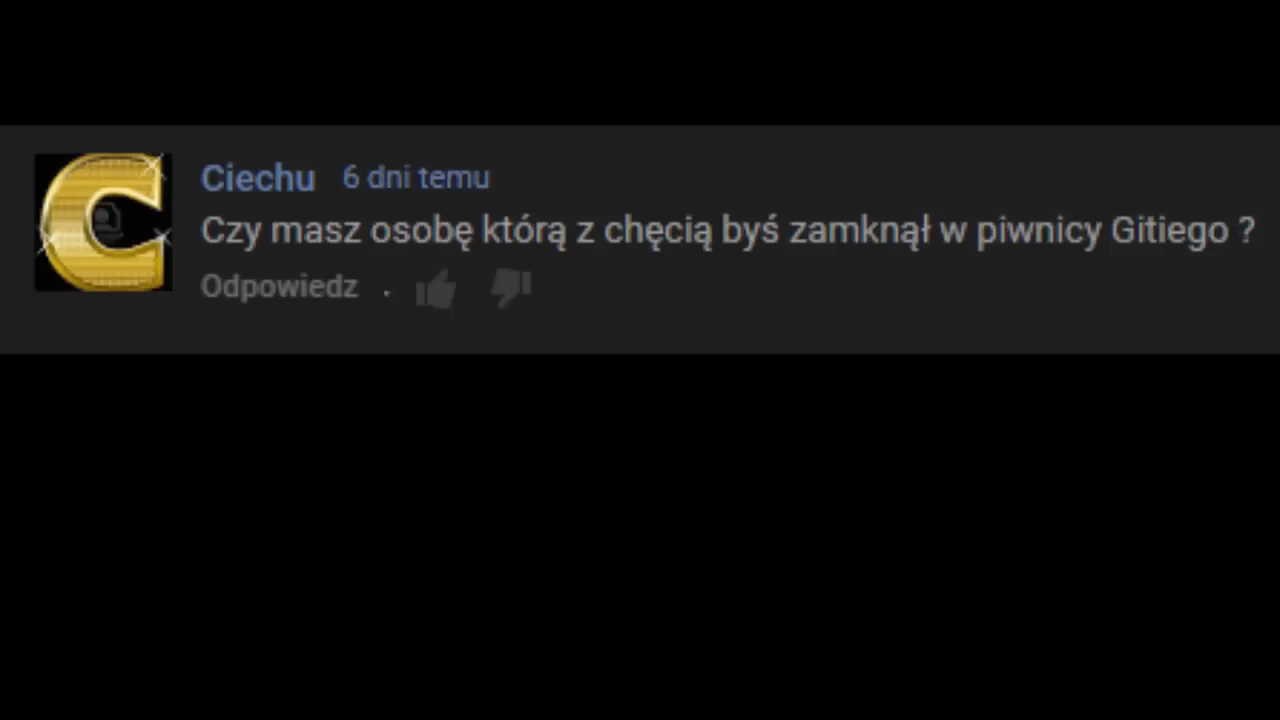 Ciechu 6 dni temu
Czy masz osobę którą z chęcią byś zamknął w piwnicy Gitiego ?
Odpowiedz .